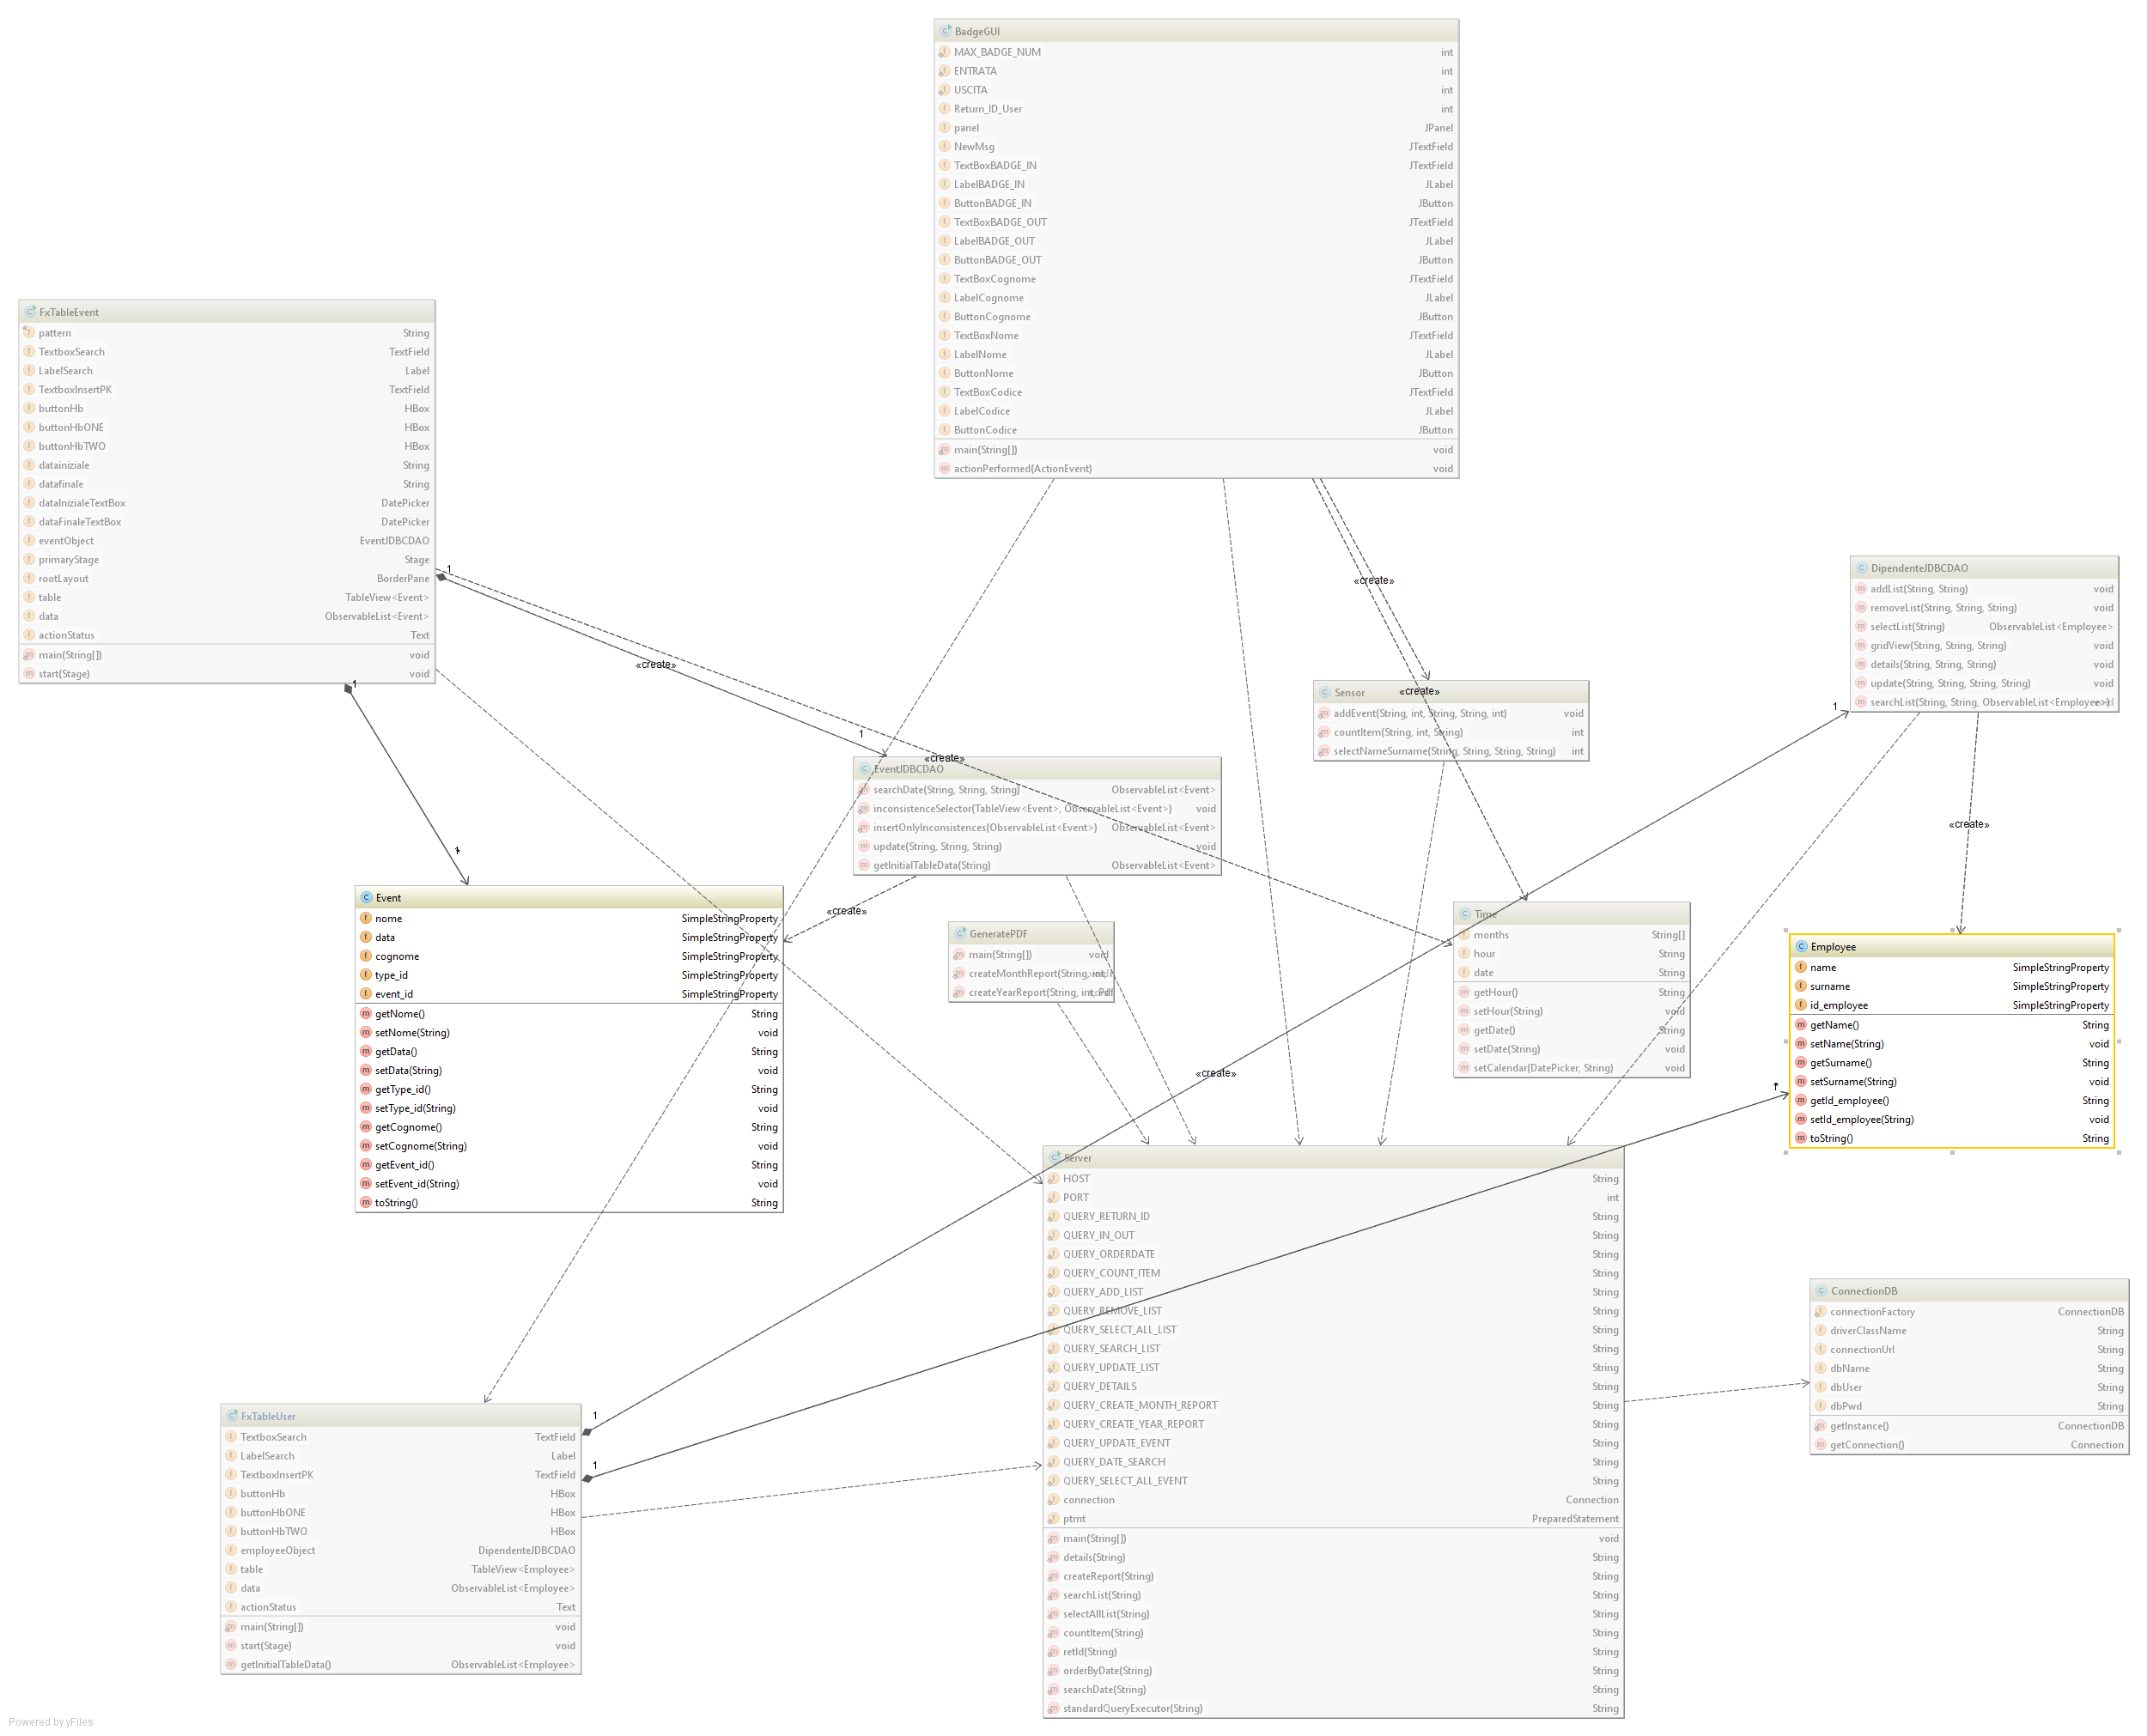 BadgeGUI
MAX_BADGE_NUM int
ENTRATA int
USCITA int
Return_ID_User int
panel JPanel
NewMsg JTextField
TextBoxBADGE_IN JTextField
LabelBADGE_IN JLabel
ButtonBADGE_IN JButton
TextBoxBADGE_OUT JTextField
LabelBADGE_OUT JLabel
ButtonBADGE_OUT JButton
TextBoxCognome JTextField
LabelCognome JLabel
ButtonCognome JButton
TextBoxNome JTextField
LabelNome JLabel
ButtonNome JButton
TextBoxCodice JTextField
LabelCodice JLabel
ButtonCodice JButton
main(String[]) void
actionPerformed(ActionEvent) void
FxTableEvent
pattern String
TextboxSearch TextField
LabelSearch Label
TextboxInsertPK TextField
buttonHb HBox
buttonHbONE HBox
buttonHbTWO HBox
datainiziale String
datafinale String
dataInizialeTextBox DatePicker
dataFinaleTextBox DatePicker
eventObject EventJDBCDAO
primaryStage Stage
rootLayout BorderPane
table TableView<Event>
data ObservableList<Event>
actionStatus Text
main(String[]) void
start(Stage) void
1
1
«create»
1
«create»
«create»
DipendenteJDBCDAO
addList(String, String) void
removeList(String, String, String) void
selectList(String) ObservableList<Employee>
gridView(String, String, String) void
details(String, String, String) void
update(String, String, String, String) void
searchList(String, String, ObservableList<Employee>)
1
Sensor
addEvent(String, int, String, String, int) void
countItem(String, int, String) int
selectNameSurname(String, String, String, String) int
«create»
EventJDBCDAO
searchDate(String, String, String) ObservableList<Event>
inconsistenceSelector(TableView<Event>, ObservableList<Event>) void
insertOnlyInconsistences(ObservableList<Event>) ObservableList<Event>
update(String, String, String) void
getInitialTableData(String) ObservableList<Event>
«create»
«create»
Event
nome SimpleStringProperty
data SimpleStringProperty
cognome SimpleStringProperty
type_id SimpleStringProperty
event_id SimpleStringProperty
getNome() String
setNome(String) void
getData() String
setData(String) void
getType_id() String
setType_id(String) void
getCognome() String
setCognome(String) void
getEvent_id() String
setEvent_id(String) void
toString() String
GeneratePDF
main(String[]) void
createMonthReport(String, int,
createYearReport(String, int, Pdf
Time
months String[]
hour String
date String
getHour() String
setHour(String) void
getDate() String
setDate(String) void
setCalendar(DatePicker, String) void
«create»
Employee
name SimpleStringProperty
surname SimpleStringProperty
id_employee SimpleStringProperty
getName() String
setName(String) void
getSurname() String
setSurname(String) void
getId_employee() String
setId_employee(String) void
toString() String
Server
HOST String
PORT int
QUERY_RETURN_ID String
QUERY_IN_OUT String
QUERY_ORDERDATE String
QUERY_COUNT_ITEM String
QUERY_ADD_LIST String
QUERY_REMOVE_LIST String
QUERY_SELECT_ALL_LIST String
QUERY_SEARCH_LIST String
QUERY_UPDATE_LIST String
QUERY_DETAILS String
QUERY_CREATE_MONTH_REPORT String
QUERY_CREATE_YEAR_REPORT String
QUERY_UPDATE_EVENT String
QUERY_DATE_SEARCH String
QUERY_SELECT_ALL_EVENT String
connection Connection
ptmt PreparedStatement
main(String[]) void
details(String) String
createReport(String) String
searchList(String) String
selectAllList(String) String
countItem(String) String
retId(String) String
orderByDate(String) String
searchDate(String) String
standardQueryExecutor(String) String
ConnectionDB
connectionFactory ConnectionDB
driverClassName String
connectionUrl String
dbName String
dbUser String
dbPwd String
getInstance() ConnectionDB
getConnection() Connection
FxTableUser
TextboxSearch TextField
LabelSearch Label
TextboxInsertPK TextField
buttonHb HBox
buttonHbONE HBox
buttonHbTWO HBox
employeeObject DipendenteJDBCDAO
table TableView<Employee>
data ObservableList<Employee>
actionStatus Text
main(String[]) void
start(Stage) void
getInitialTableData() ObservableList<Employee>
1
1
Powered by yFiles